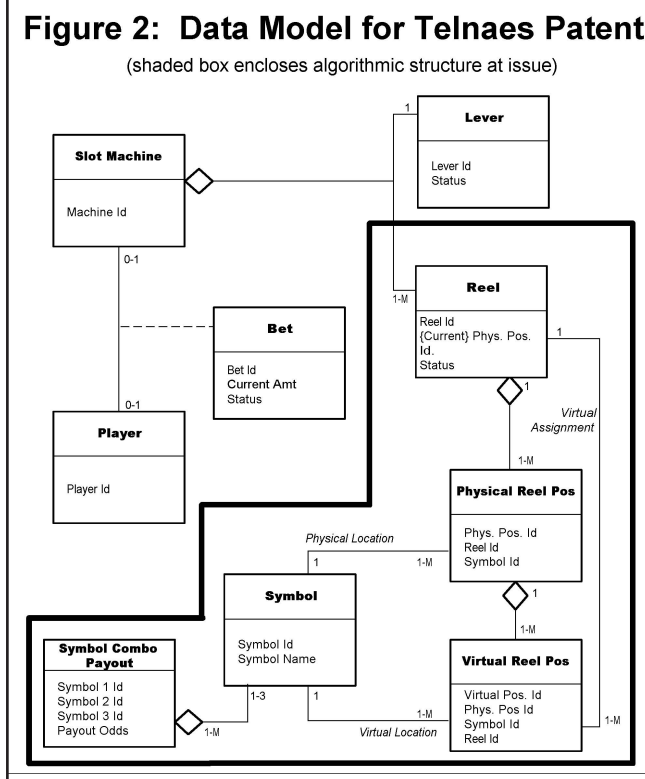 Figure 2: Data Model for Telnaes Patent
(shaded box encloses algorithmic structure at issue)
1
Lever
Lever Id
Status
Slot Machine
Machine Id
0-1
1-M
Reel
Reel Id
{Current} Phys. Pos.
Id.
Status
1
1
Bet
Bet Id
Current Amt
Status
0-1
Player
Player Id
Virtual
Assignment
1-M
Physical Reel Pos
Phys. Pos. Id
Reel Id
Symbol Id
Physical Location
1
1-M
1
Symbol
Symbol Id
Symbol Name
1-M
Symbol Combo
Payout
Symbol 1 Id
Symbol 2 Id
Symbol 3 Id
Payout Odds
Virtual Reel Pos
Virtual Pos. Id
Phys. Pos Id
Symbol Id
Reel Id
1-3
1
1-M
1-M
Virtual Location
1-M